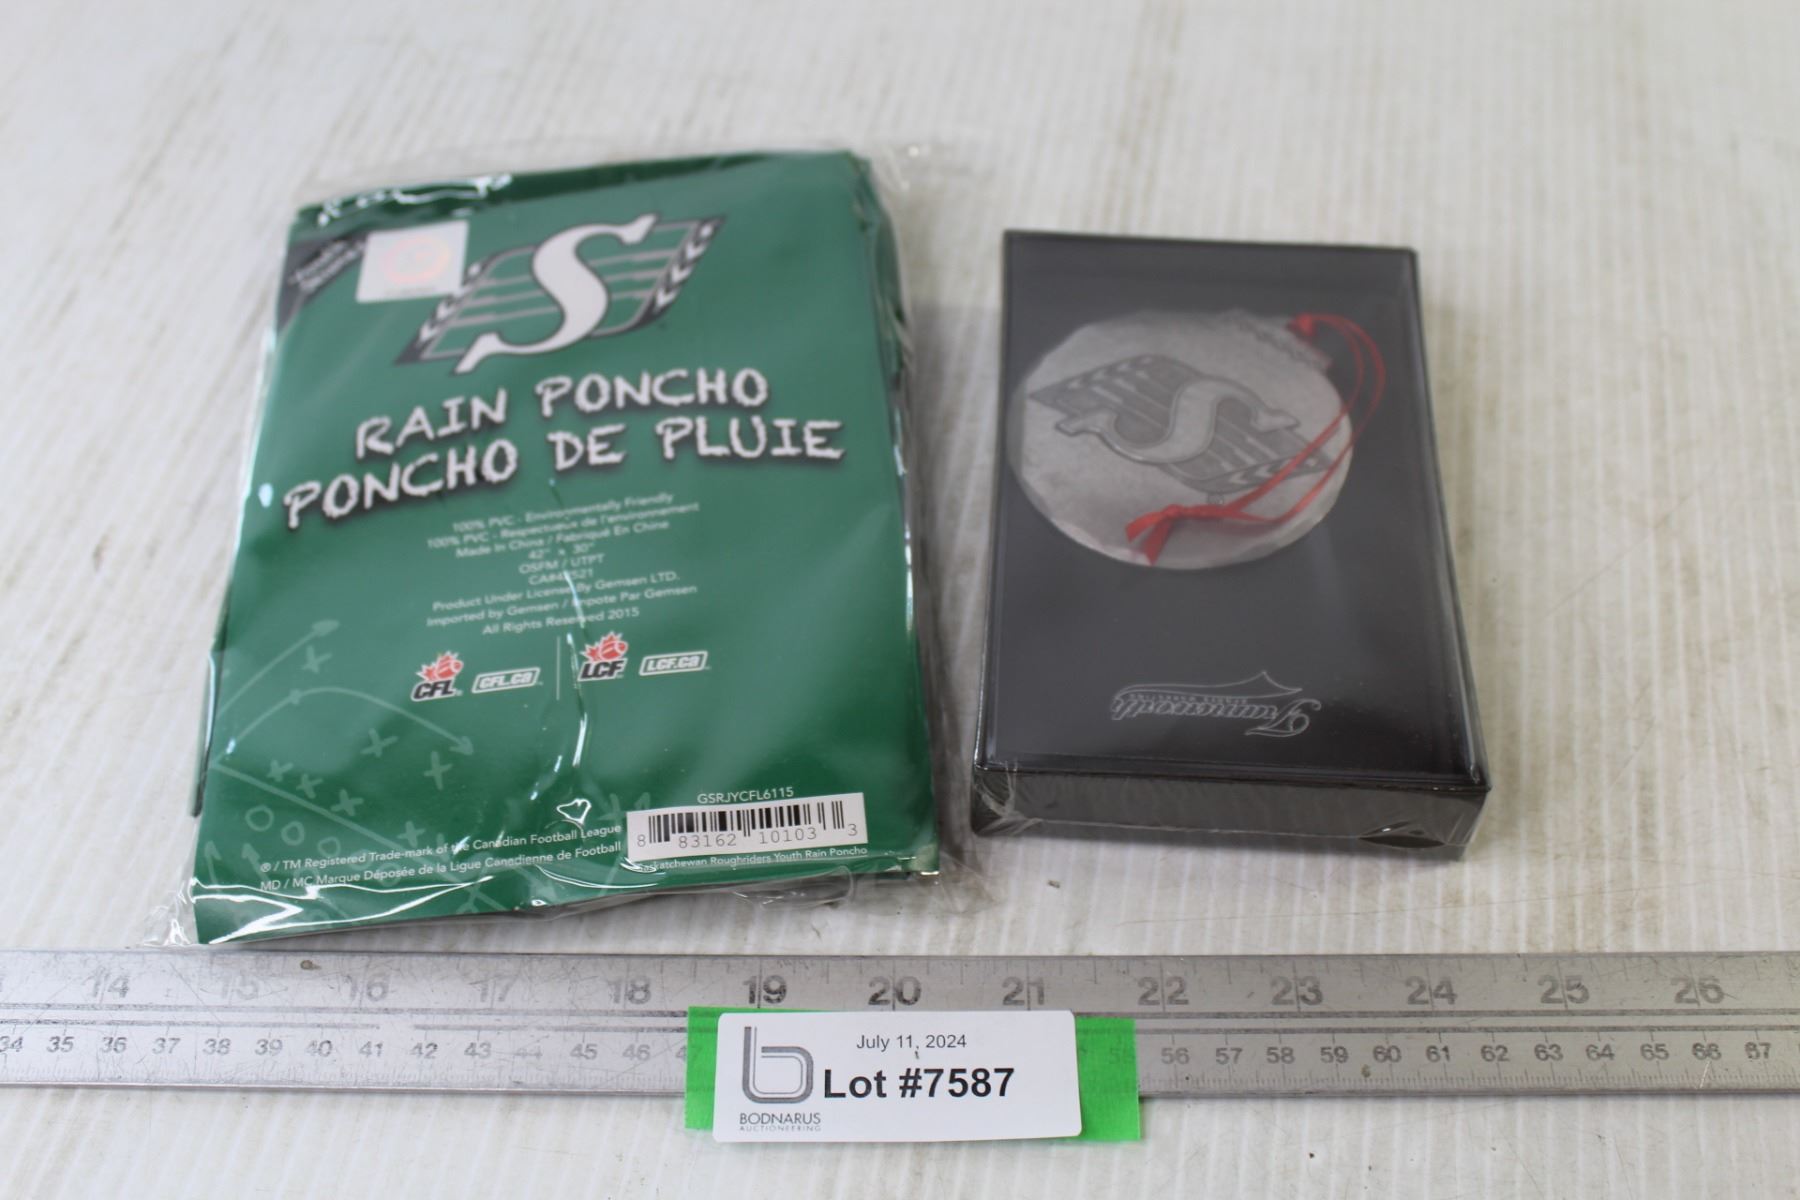 S
RAIN PONCHO
PONCHO DE PLUIE
100% PVC - Environmentally Friendly
100% PVC - Respectueux de l'environnement
Made In China / Fabriqué En Chine
42" x 30"
OSFM / UTPT
Product Under License By Gemsen LTD.
Imported by Gemsen / Importe Par Gemsen
All Rights Reserved 2015
CFL CFL.ca LCF LCF.ca
GSRJYCFL6115
8 83162 10103 3
Saskatchewan Roughriders Youth Rain Poncho
® / TM Registered Trade-mark of the Canadian Football League
MD / MC Marque Déposée de la Ligue Canadienne de Football
S
Frameworth
SPORTS MARKETING
14 15 16 17 18 19 20 21 22 23 24 25 26
34 35 36 37 38 39 40 41 42 43 44 45 46 56 57 58 59 60 61 62 63 64 65 66 67
July 11, 2024
b Lot #7587
BODNARUS
AUCTIONEERING